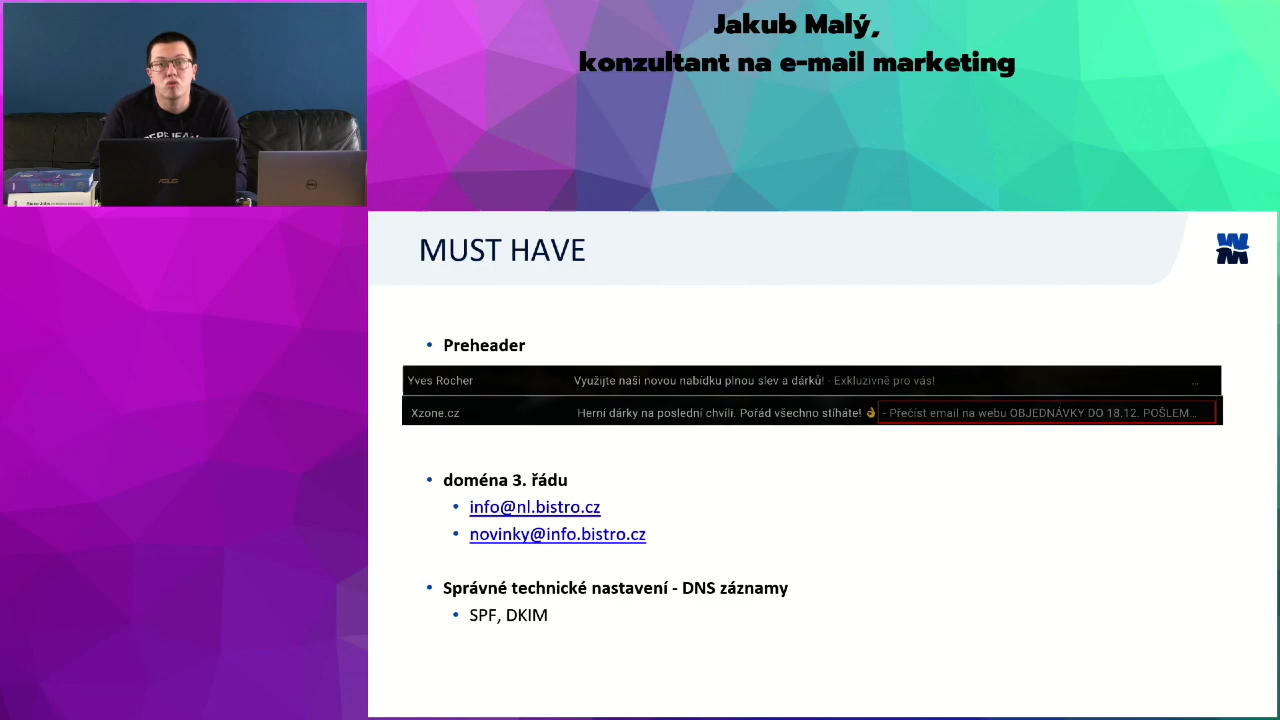 Jakub Malý,
konzultant na e-mail marketing
MUST HAVE
WM
• Preheader
Yves Rocher Využijte naši novou nabídku plnou slev a dárků! - Exkluzivně pro vás! ...
Xzone.cz Herní dárky na poslední chvíli. Pořád všechno stíháte! 👌 - Přečíst email na webu OBJEDNÁVKY DO 18.12. POŠLEM...
• doména 3. řádu
• info@nl.bistro.cz
• novinky@info.bistro.cz
• Správné technické nastavení - DNS záznamy
• SPF, DKIM
ASUS
DELL